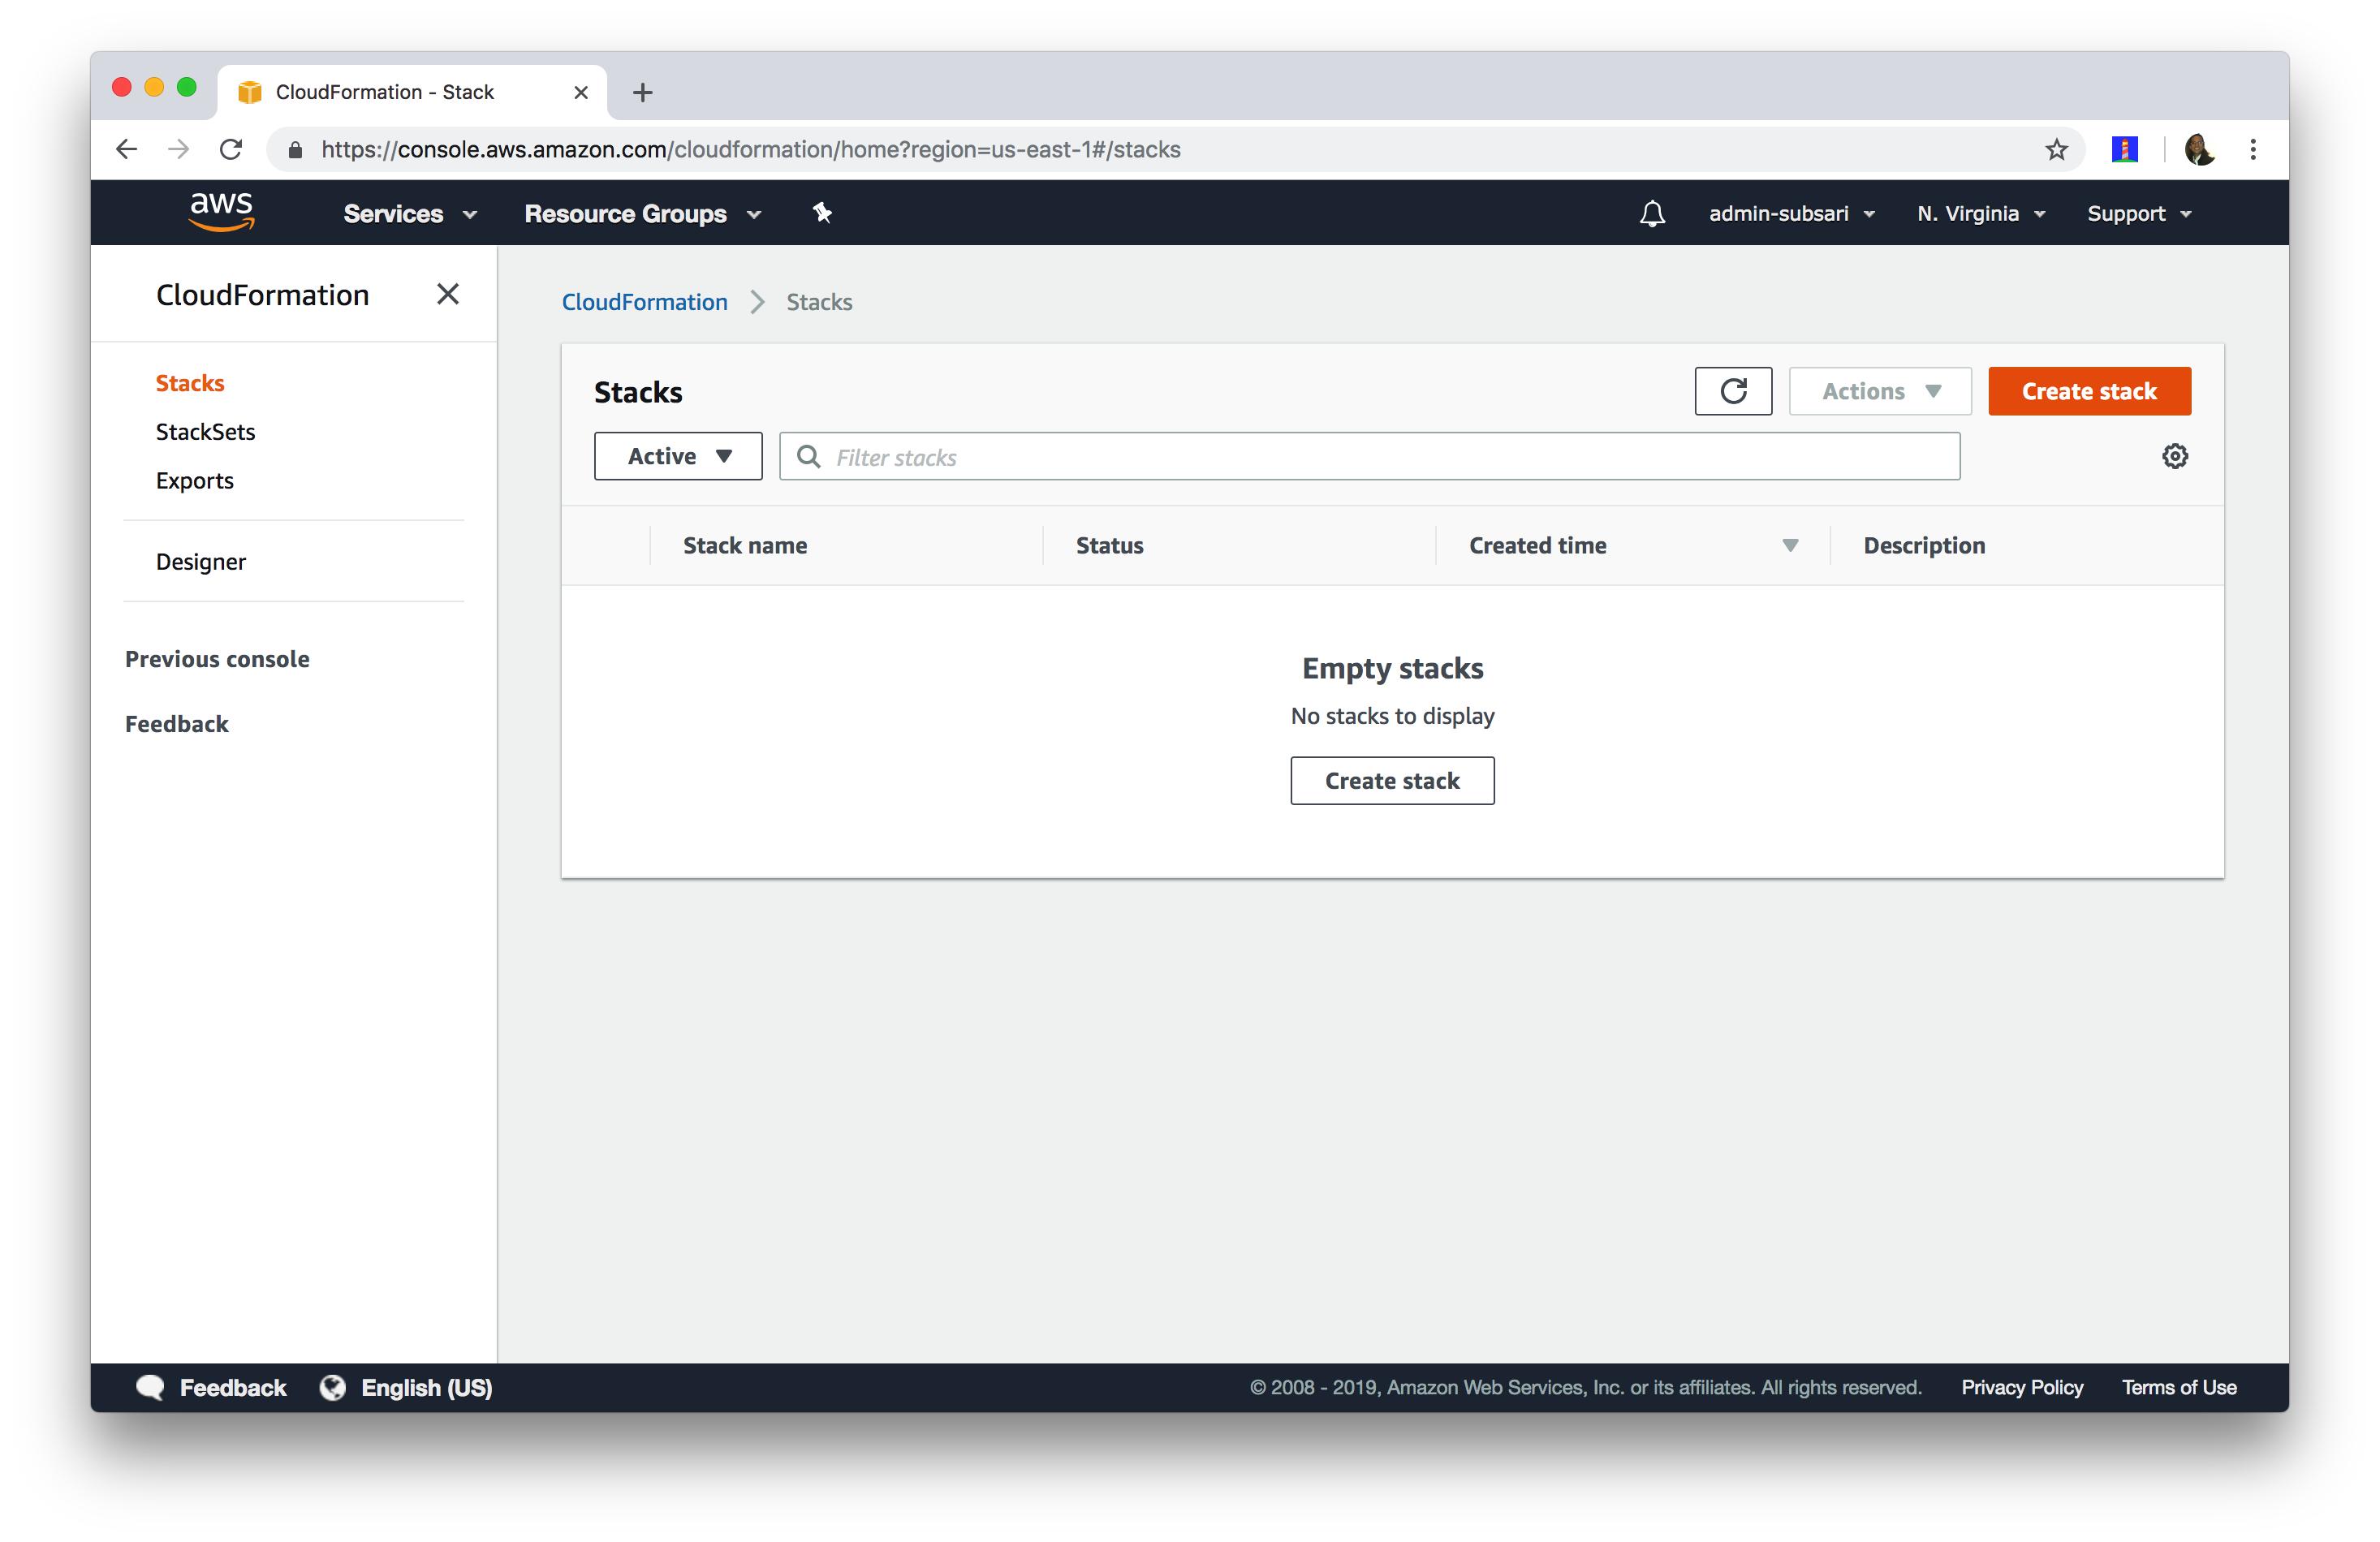 CloudFormation - Stack
https://console.aws.amazon.com/cloudformation/home?region=us-east-1#/stacks
aws Services Resource Groups admin-subsari N. Virginia Support
CloudFormation
Stacks
StackSets
Exports
Designer
Previous console
Feedback
CloudFormation Stacks
Stacks Actions Create stack
Active Filter stacks
Stack name Status Created time Description
Empty stacks
No stacks to display
Create stack
Feedback English (US) © 2008 - 2019, Amazon Web Services, Inc. or its affiliates. All rights reserved. Privacy Policy Terms of Use